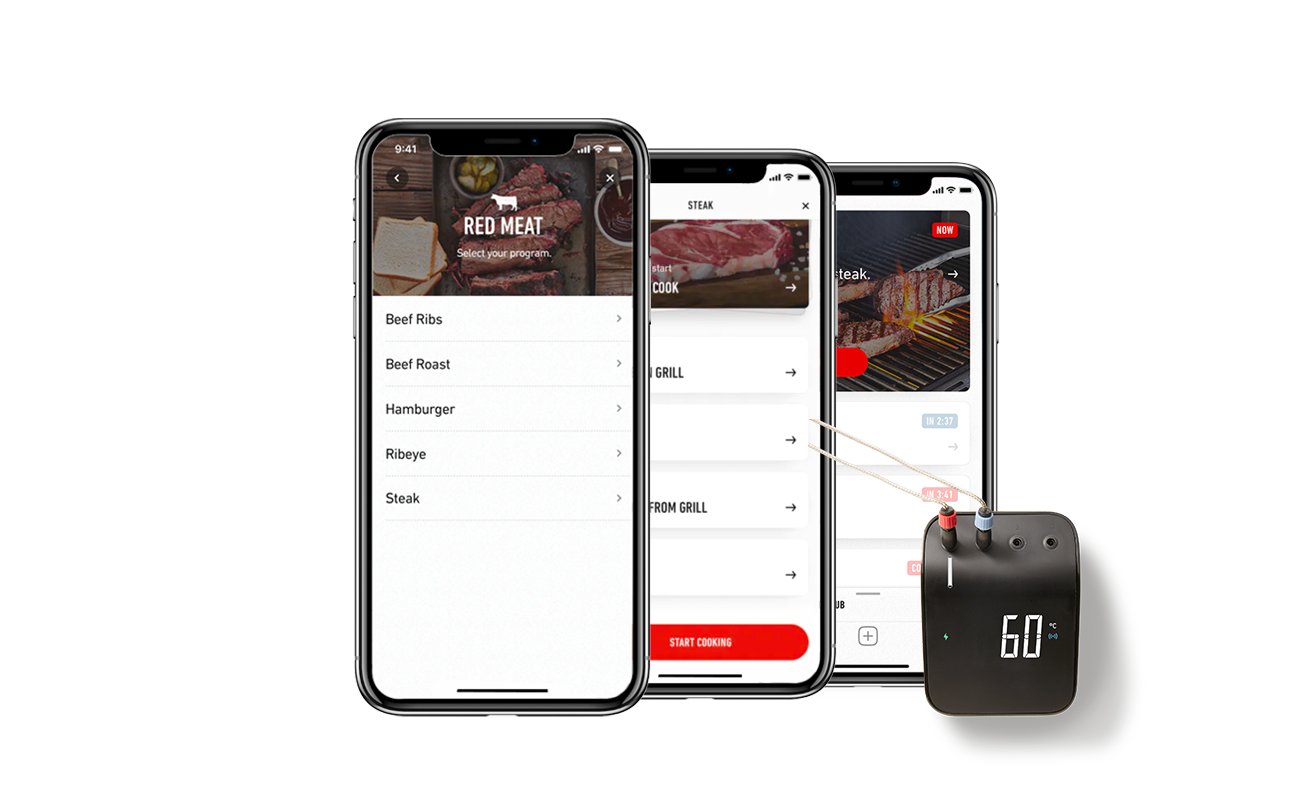 9:41
RED MEAT
Select your program.
Beef Ribs
Beef Roast
Hamburger
Ribeye
Steak
STEAK
start
COOK
GRILL
FROM GRILL
START COOKING
NOW
steak.
IN 2:37
IN 3:41
CO
UB
60 °C